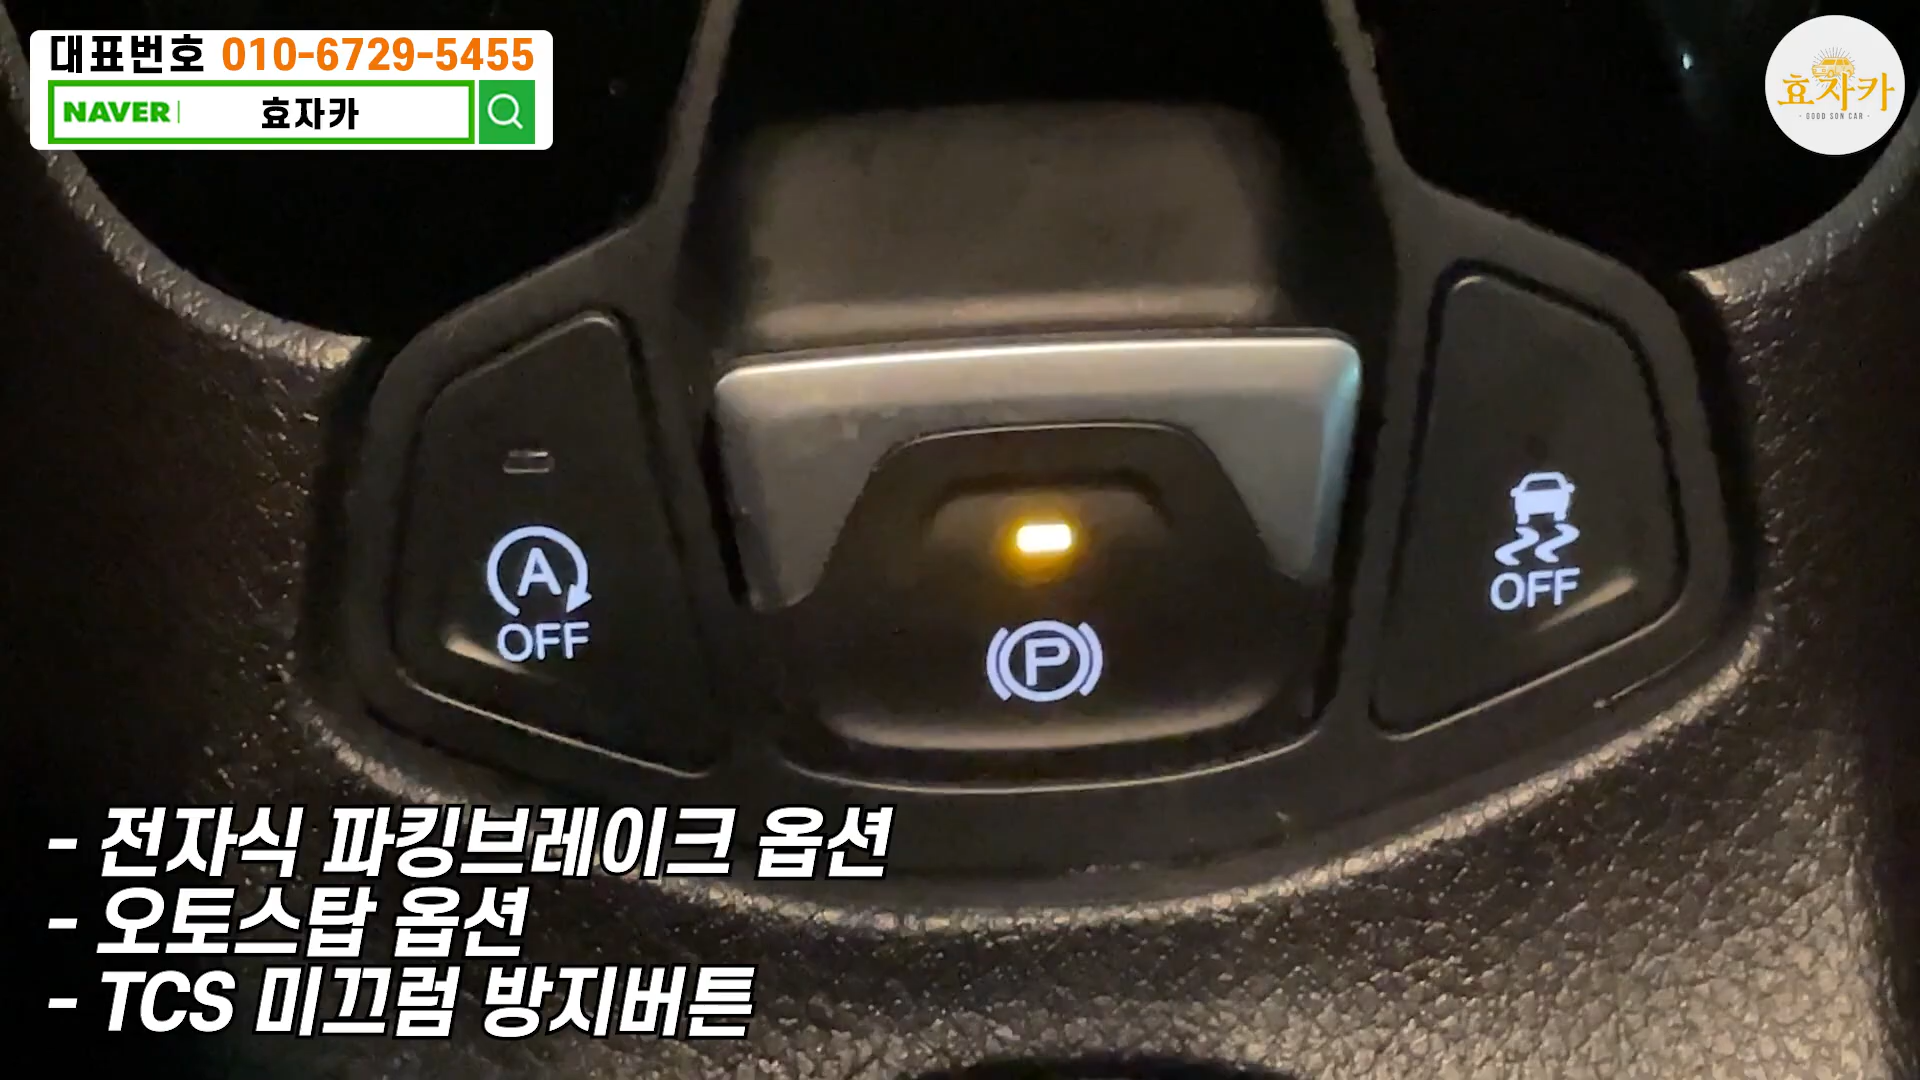 대표번호 010-6729-5455
NAVER 효자카
효자카
- GOOD SON CAR -
A
OFF
P
OFF
- 전자식 파킹브레이크 옵션
- 오토스탑 옵션
- TCS 미끄럼 방지버튼